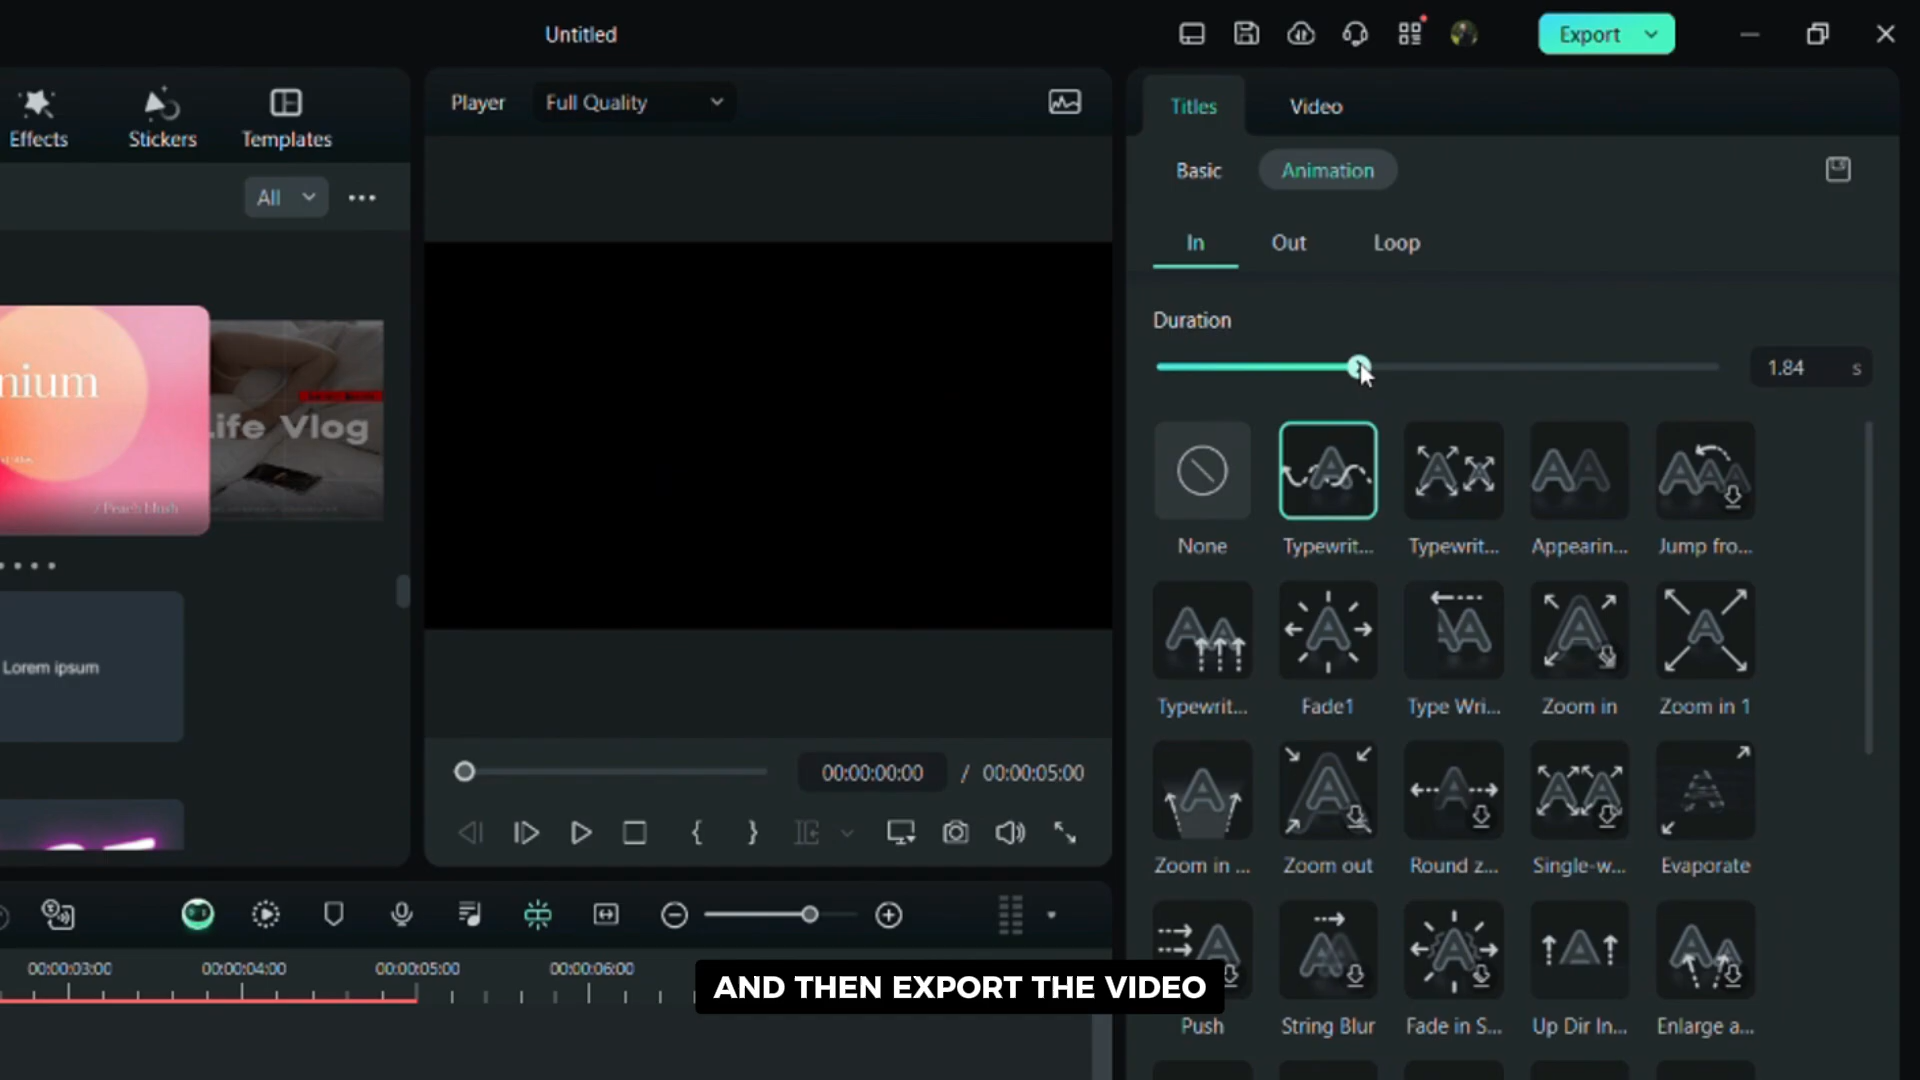 Untitled
Export
Effects
Stickers
Templates
All
Player
Full Quality
Titles
Video
Basic
Animation
In
Out
Loop
Duration
1.84
s
nium
/ Peach blush
Life Vlog
Lorem ipsum
None
Typewrit...
Typewrit...
Appearin...
Jump fro...
Typewrit...
Fade1
Type Wri...
Zoom in
Zoom in 1
Zoom in ...
Zoom out
Round z...
Single-w...
Evaporate
Push
String Blur
Fade in S...
Up Dir In...
Enlarge a...
00:00:00:00
/
00:00:05:00
00:00:03:00
00:00:04:00
00:00:05:00
00:00:06:00
AND THEN EXPORT THE VIDEO